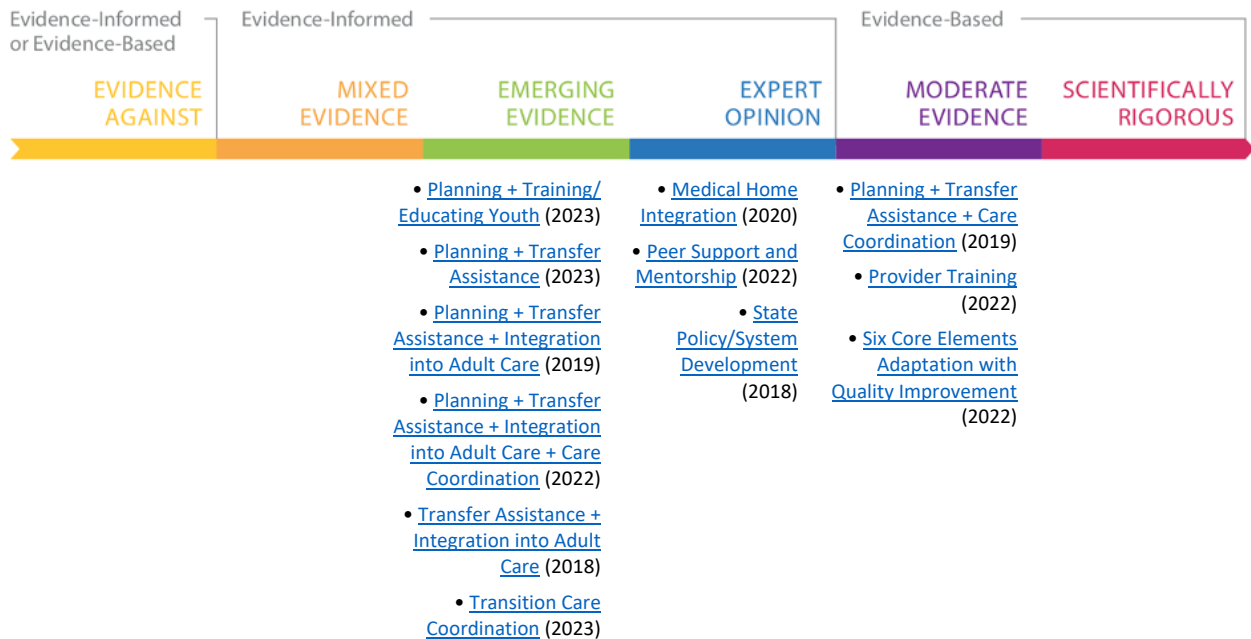 Evidence-Informed
or Evidence-Based
Evidence-Informed
Evidence-Based
EVIDENCE
AGAINST
MIXED
EVIDENCE
EMERGING
EVIDENCE
EXPERT
OPINION
MODERATE
EVIDENCE
SCIENTIFICALLY
RIGOROUS
• Planning + Training/
Educating Youth (2023)
• Planning + Transfer
Assistance (2023)
• Planning + Transfer
Assistance + Integration
into Adult Care (2019)
• Planning + Transfer
Assistance + Integration
into Adult Care + Care
Coordination (2022)
• Transfer Assistance +
Integration into Adult
Care (2018)
• Transition Care
Coordination (2023)
• Medical Home
Integration (2020)
• Peer Support and
Mentorship (2022)
• State
Policy/System
Development
(2018)
• Planning + Transfer
Assistance + Care
Coordination (2019)
• Provider Training
(2022)
• Six Core Elements
Adaptation with
Quality Improvement
(2022)